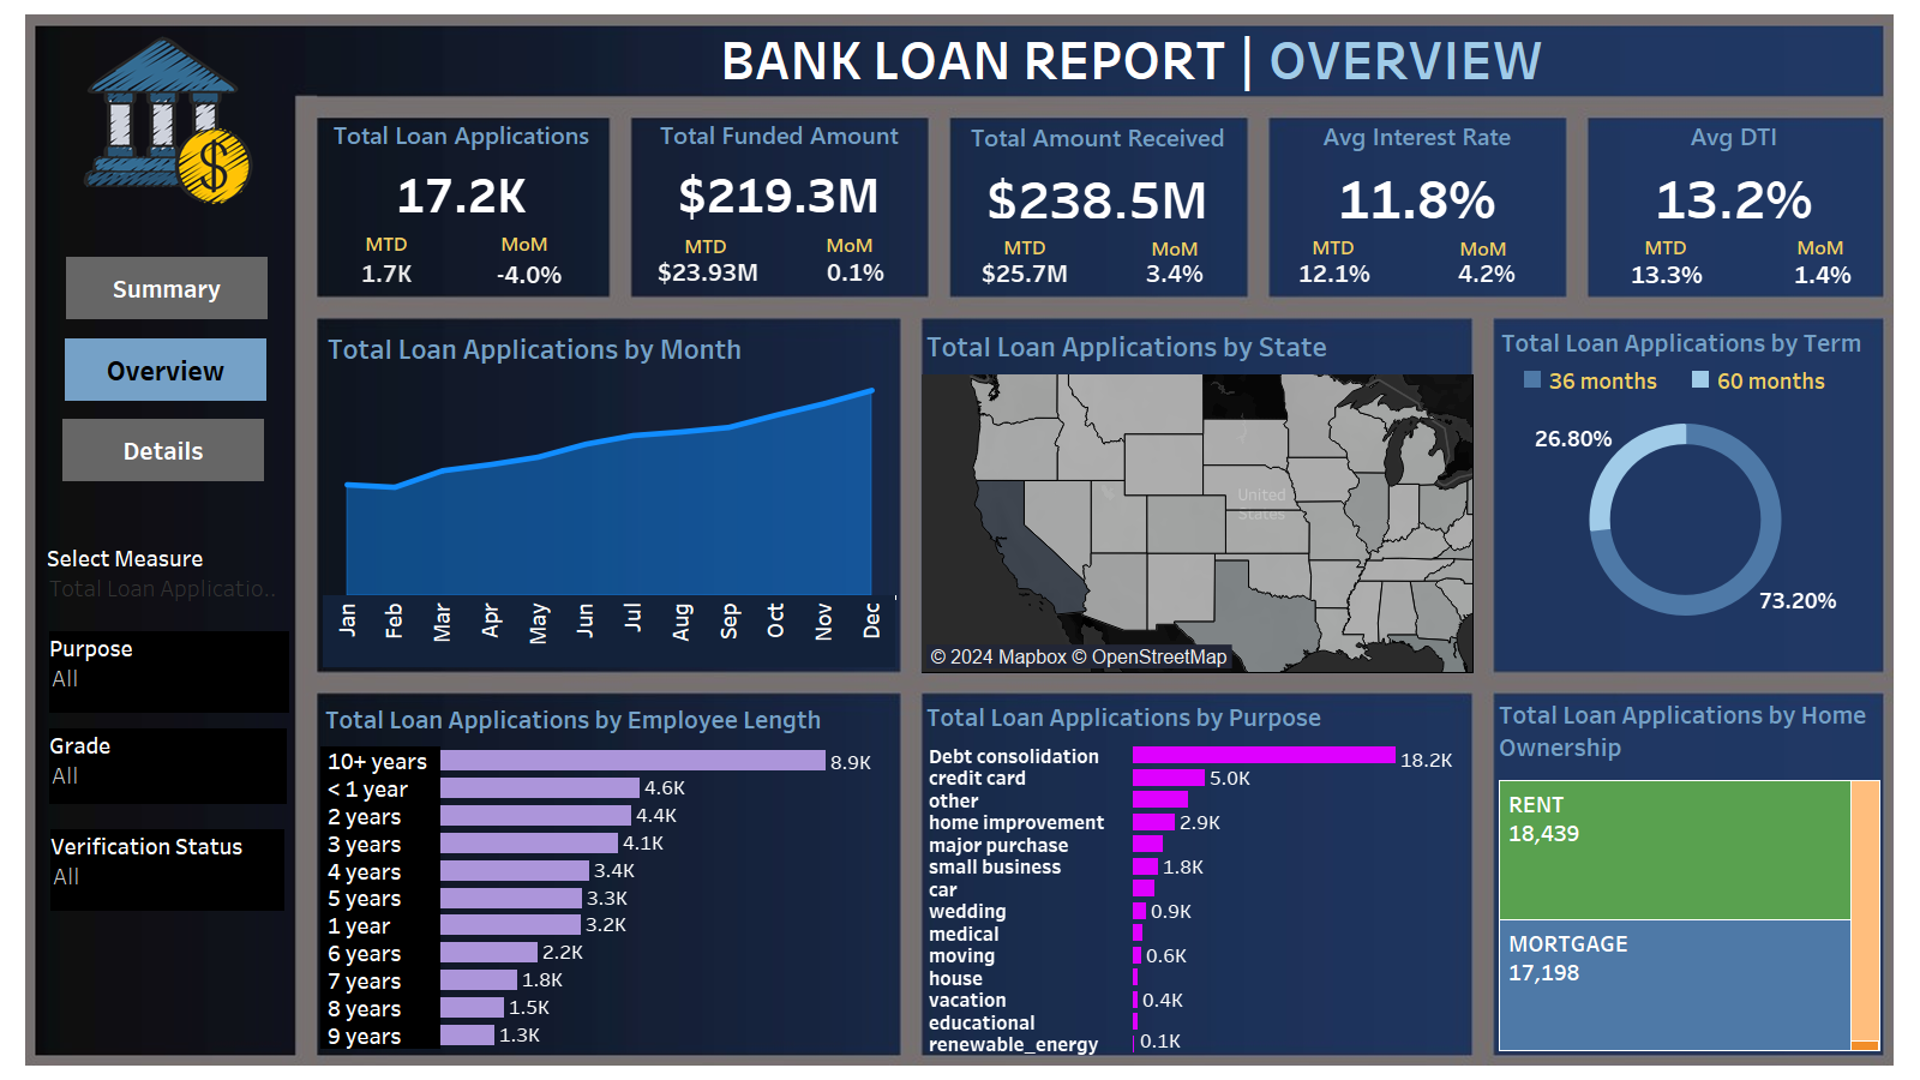 BANK LOAN REPORT | OVERVIEW
$
Summary
Overview
Details
Select Measure
Total Loan Applicatio..
Purpose
All
Grade
All
Verification Status
All
Total Loan Applications
17.2K
MTD MoM
1.7K -4.0%
Total Funded Amount
$219.3M
MTD MoM
$23.93M 0.1%
Total Amount Received
$238.5M
MTD MoM
$25.7M 3.4%
Avg Interest Rate
11.8%
MTD MoM
12.1% 4.2%
Avg DTI
13.2%
MTD MoM
13.3% 1.4%
Total Loan Applications by Month
Jan Feb Mar Apr May Jun Jul Aug Sep Oct Nov Dec
Total Loan Applications by State
United
States
© 2024 Mapbox © OpenStreetMap
Total Loan Applications by Term
36 months 60 months
26.80%
73.20%
Total Loan Applications by Employee Length
10+ years 8.9K
< 1 year 4.6K
2 years 4.4K
3 years 4.1K
4 years 3.4K
5 years 3.3K
1 year 3.2K
6 years 2.2K
7 years 1.8K
8 years 1.5K
9 years 1.3K
Total Loan Applications by Purpose
Debt consolidation 18.2K
credit card 5.0K
other
home improvement 2.9K
major purchase
small business 1.8K
car
wedding 0.9K
medical
moving 0.6K
house
vacation 0.4K
educational
renewable_energy 0.1K
Total Loan Applications by Home
Ownership
RENT
18,439
MORTGAGE
17,198